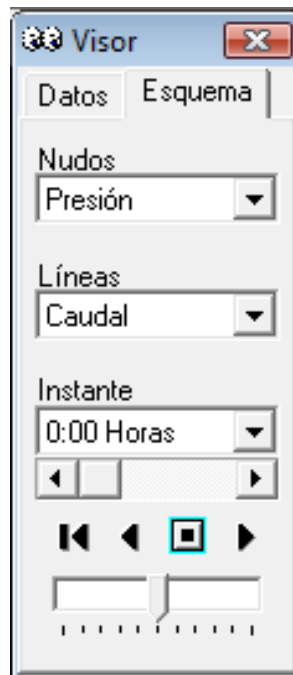 Visor
Datos Esquema
Nudos
Presión
Líneas
Caudal
Instante
0:00 Horas